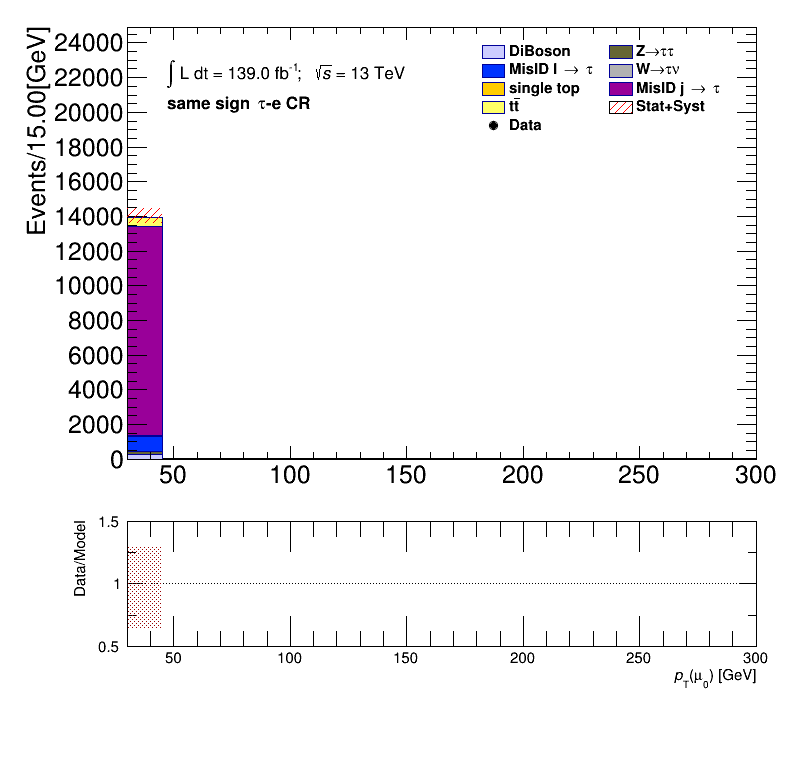 Events/15.00[GeV]
24000
22000
20000
18000
16000
14000
12000
10000
8000
6000
4000
2000
0
∫ L dt = 139.0 fb⁻¹; √s = 13 TeV
same sign τ-e CR
DiBoson
MisID l → τ
single top
tt̄
Data
Z→ττ
W→τν
MisID j → τ
Stat+Syst
50 100 150 200 250 300
Data/Model
1.5
1
0.5
50 100 150 200 250 300
p_T(μ_0) [GeV]